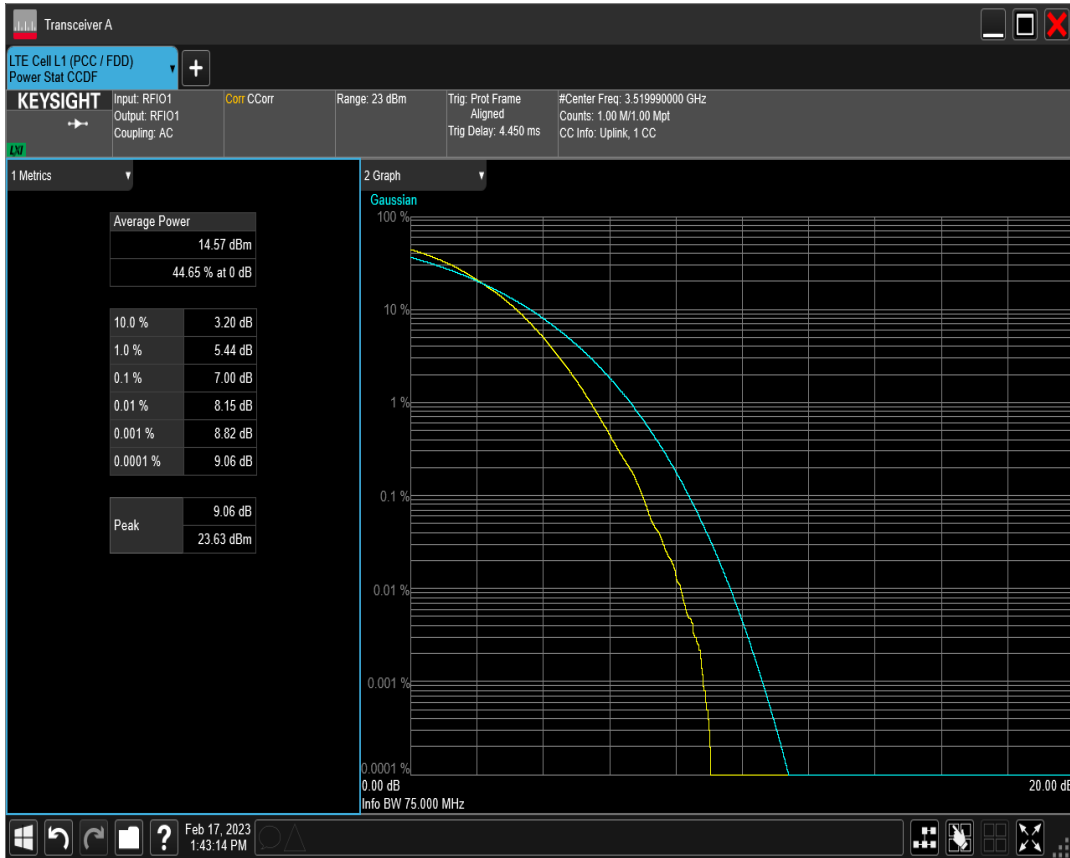 Transceiver A
LTE Cell L1 (PCC / FDD)
Power Stat CCDF
+
KEYSIGHT
LXI
Input: RFIO1
Output: RFIO1
Coupling: AC
Corr CCorr
Range: 23 dBm
Trig: Prot Frame
Aligned
Trig Delay: 4.450 ms
#Center Freq: 3.519990000 GHz
Counts: 1.00 M/1.00 Mpt
CC Info: Uplink, 1 CC
1 Metrics
Average Power
14.57 dBm
44.65 % at 0 dB
10.0 % 3.20 dB
1.0 % 5.44 dB
0.1 % 7.00 dB
0.01 % 8.15 dB
0.001 % 8.82 dB
0.0001 % 9.06 dB
Peak
9.06 dB
23.63 dBm
2 Graph
Gaussian
100 %
10 %
1 %
0.1 %
0.01 %
0.001 %
0.0001 %
0.00 dB 20.00 dB
Info BW 75.000 MHz
?
Feb 17, 2023
1:43:14 PM